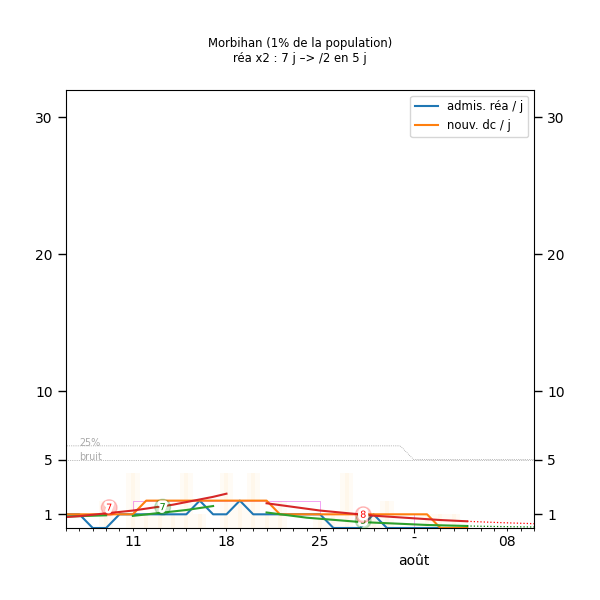 Morbihan (1% de la population)
réa x2 : 7 j –> /2 en 5 j
admis. réa / j
nouv. dc / j
30 30
20 20
10 10
25%
bruit
5 5
7 7 8
1 1
11 18 25 - 08
août